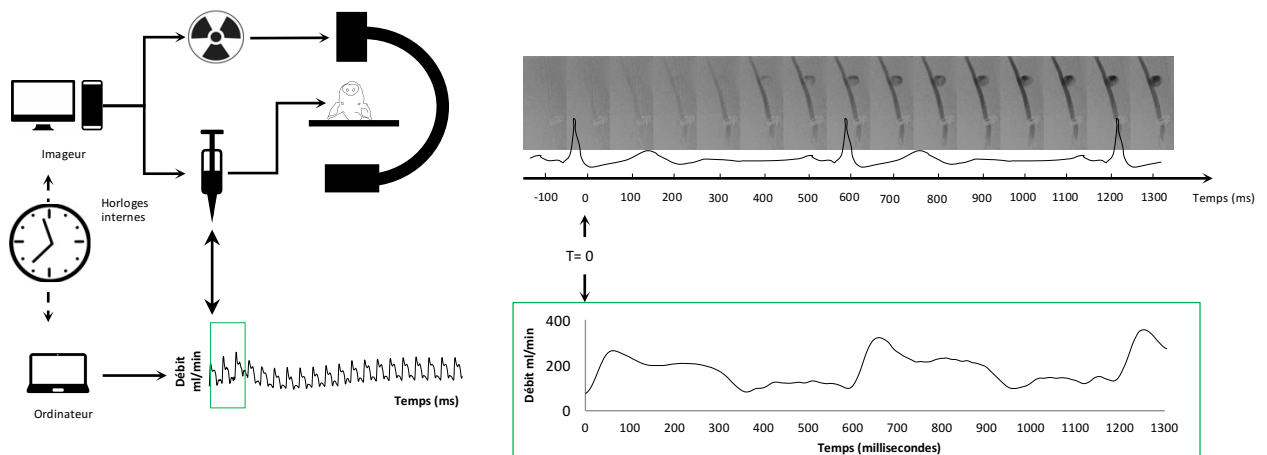 Imageur
Horloges
internes
Ordinateur
Débit
ml/min
Temps (ms)
-100 0 100 200 300 400 500 600 700 800 900 1000 1100 1200 1300 Temps (ms)
T= 0
Débit ml/min
400
200
0
0 100 200 300 400 500 600 700 800 900 1000 1100 1200 1300
Temps (millisecondes)